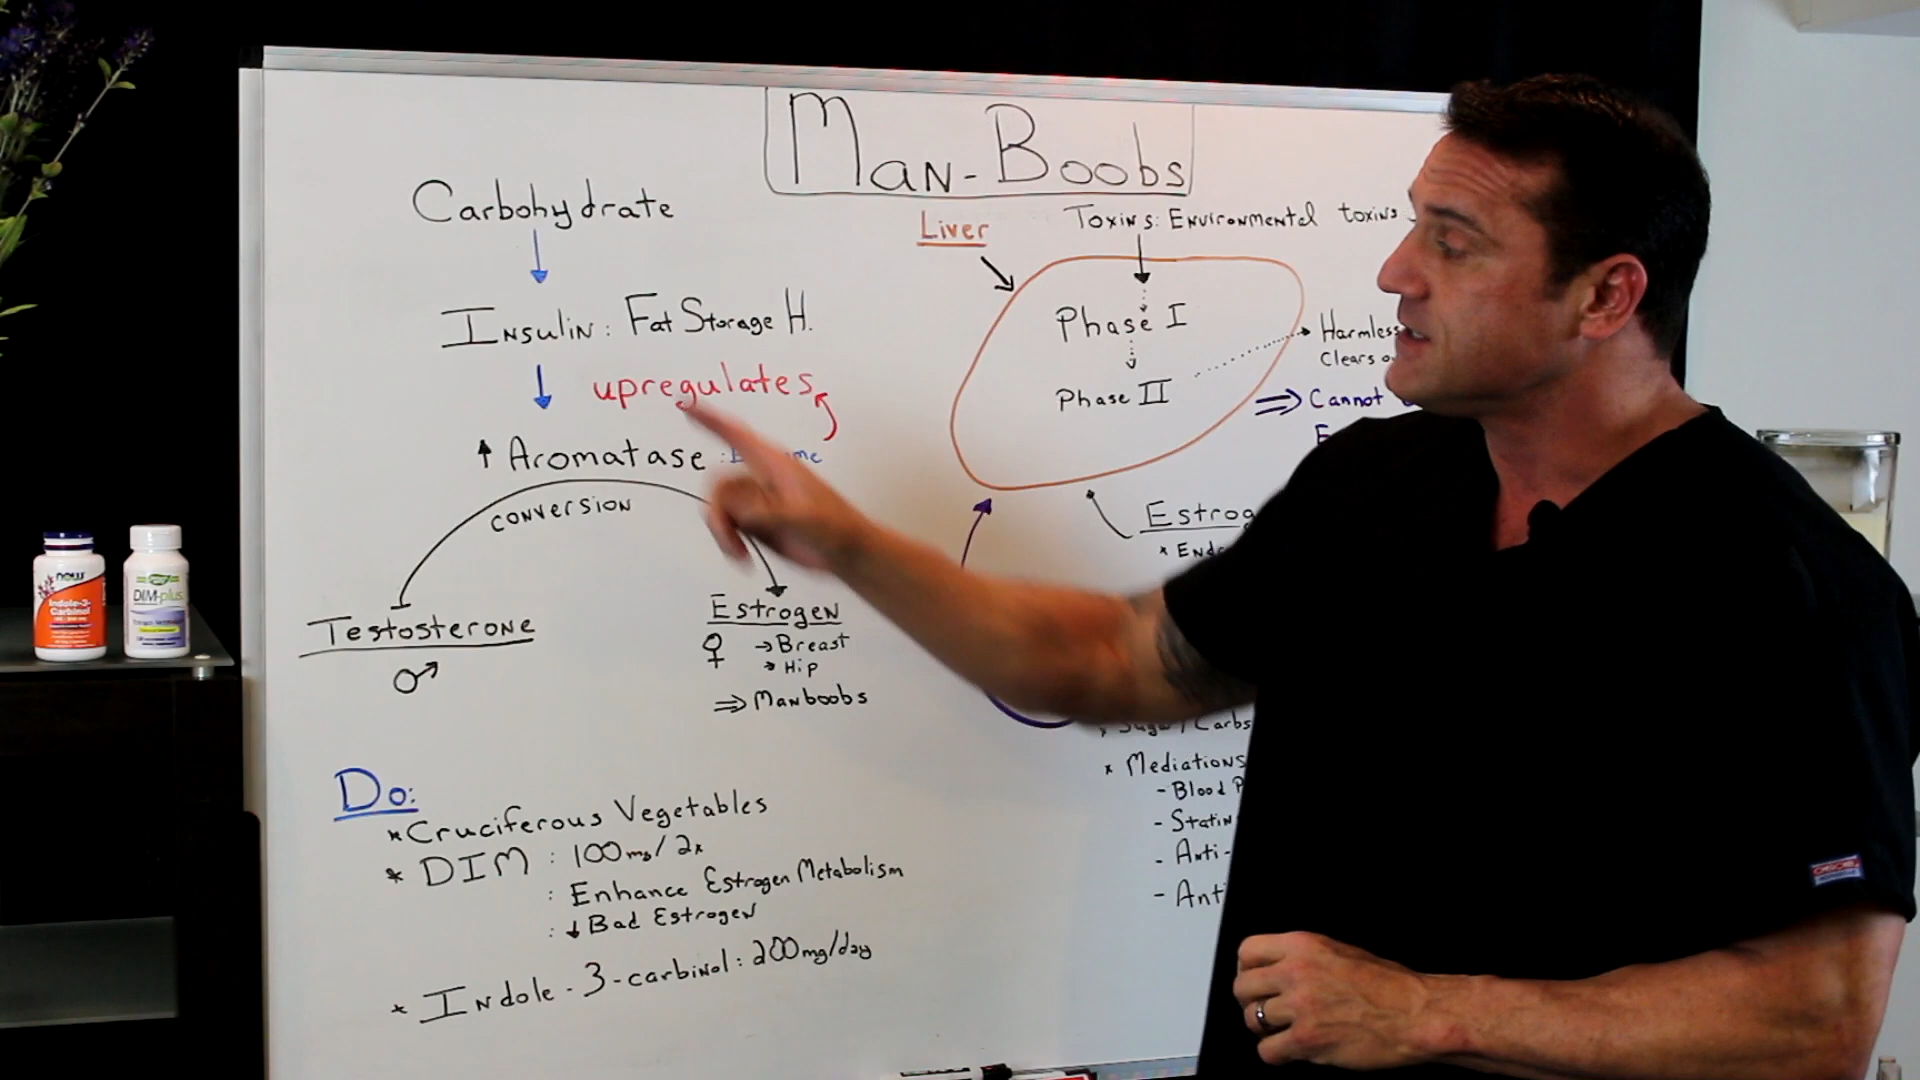 Man-Boobs
Carbohydrate
Insulin: Fat Storage H.
upregulates
Aromatase
conversion
Testosterone
♂
Estrogen
♀ → Breast
→ Hip
⇒ Manboobs
Do:
* Cruciferous Vegetables
* DIM : 100mg/2x
: Enhance Estrogen Metabolism
: ↓ Bad Estrogen
* Indole-3-carbinol: 200mg/day
Liver
Toxins: Environmental toxins
Phase I
Phase II
Harmless
Clears
⇒ Cannot
Estrog
* Endo
* Sugar/Carbs
* Mediations
- Blood P
- Statin
- Anti-
- Anti
NOW
Indole-3-
Carbinol
DIM-plus